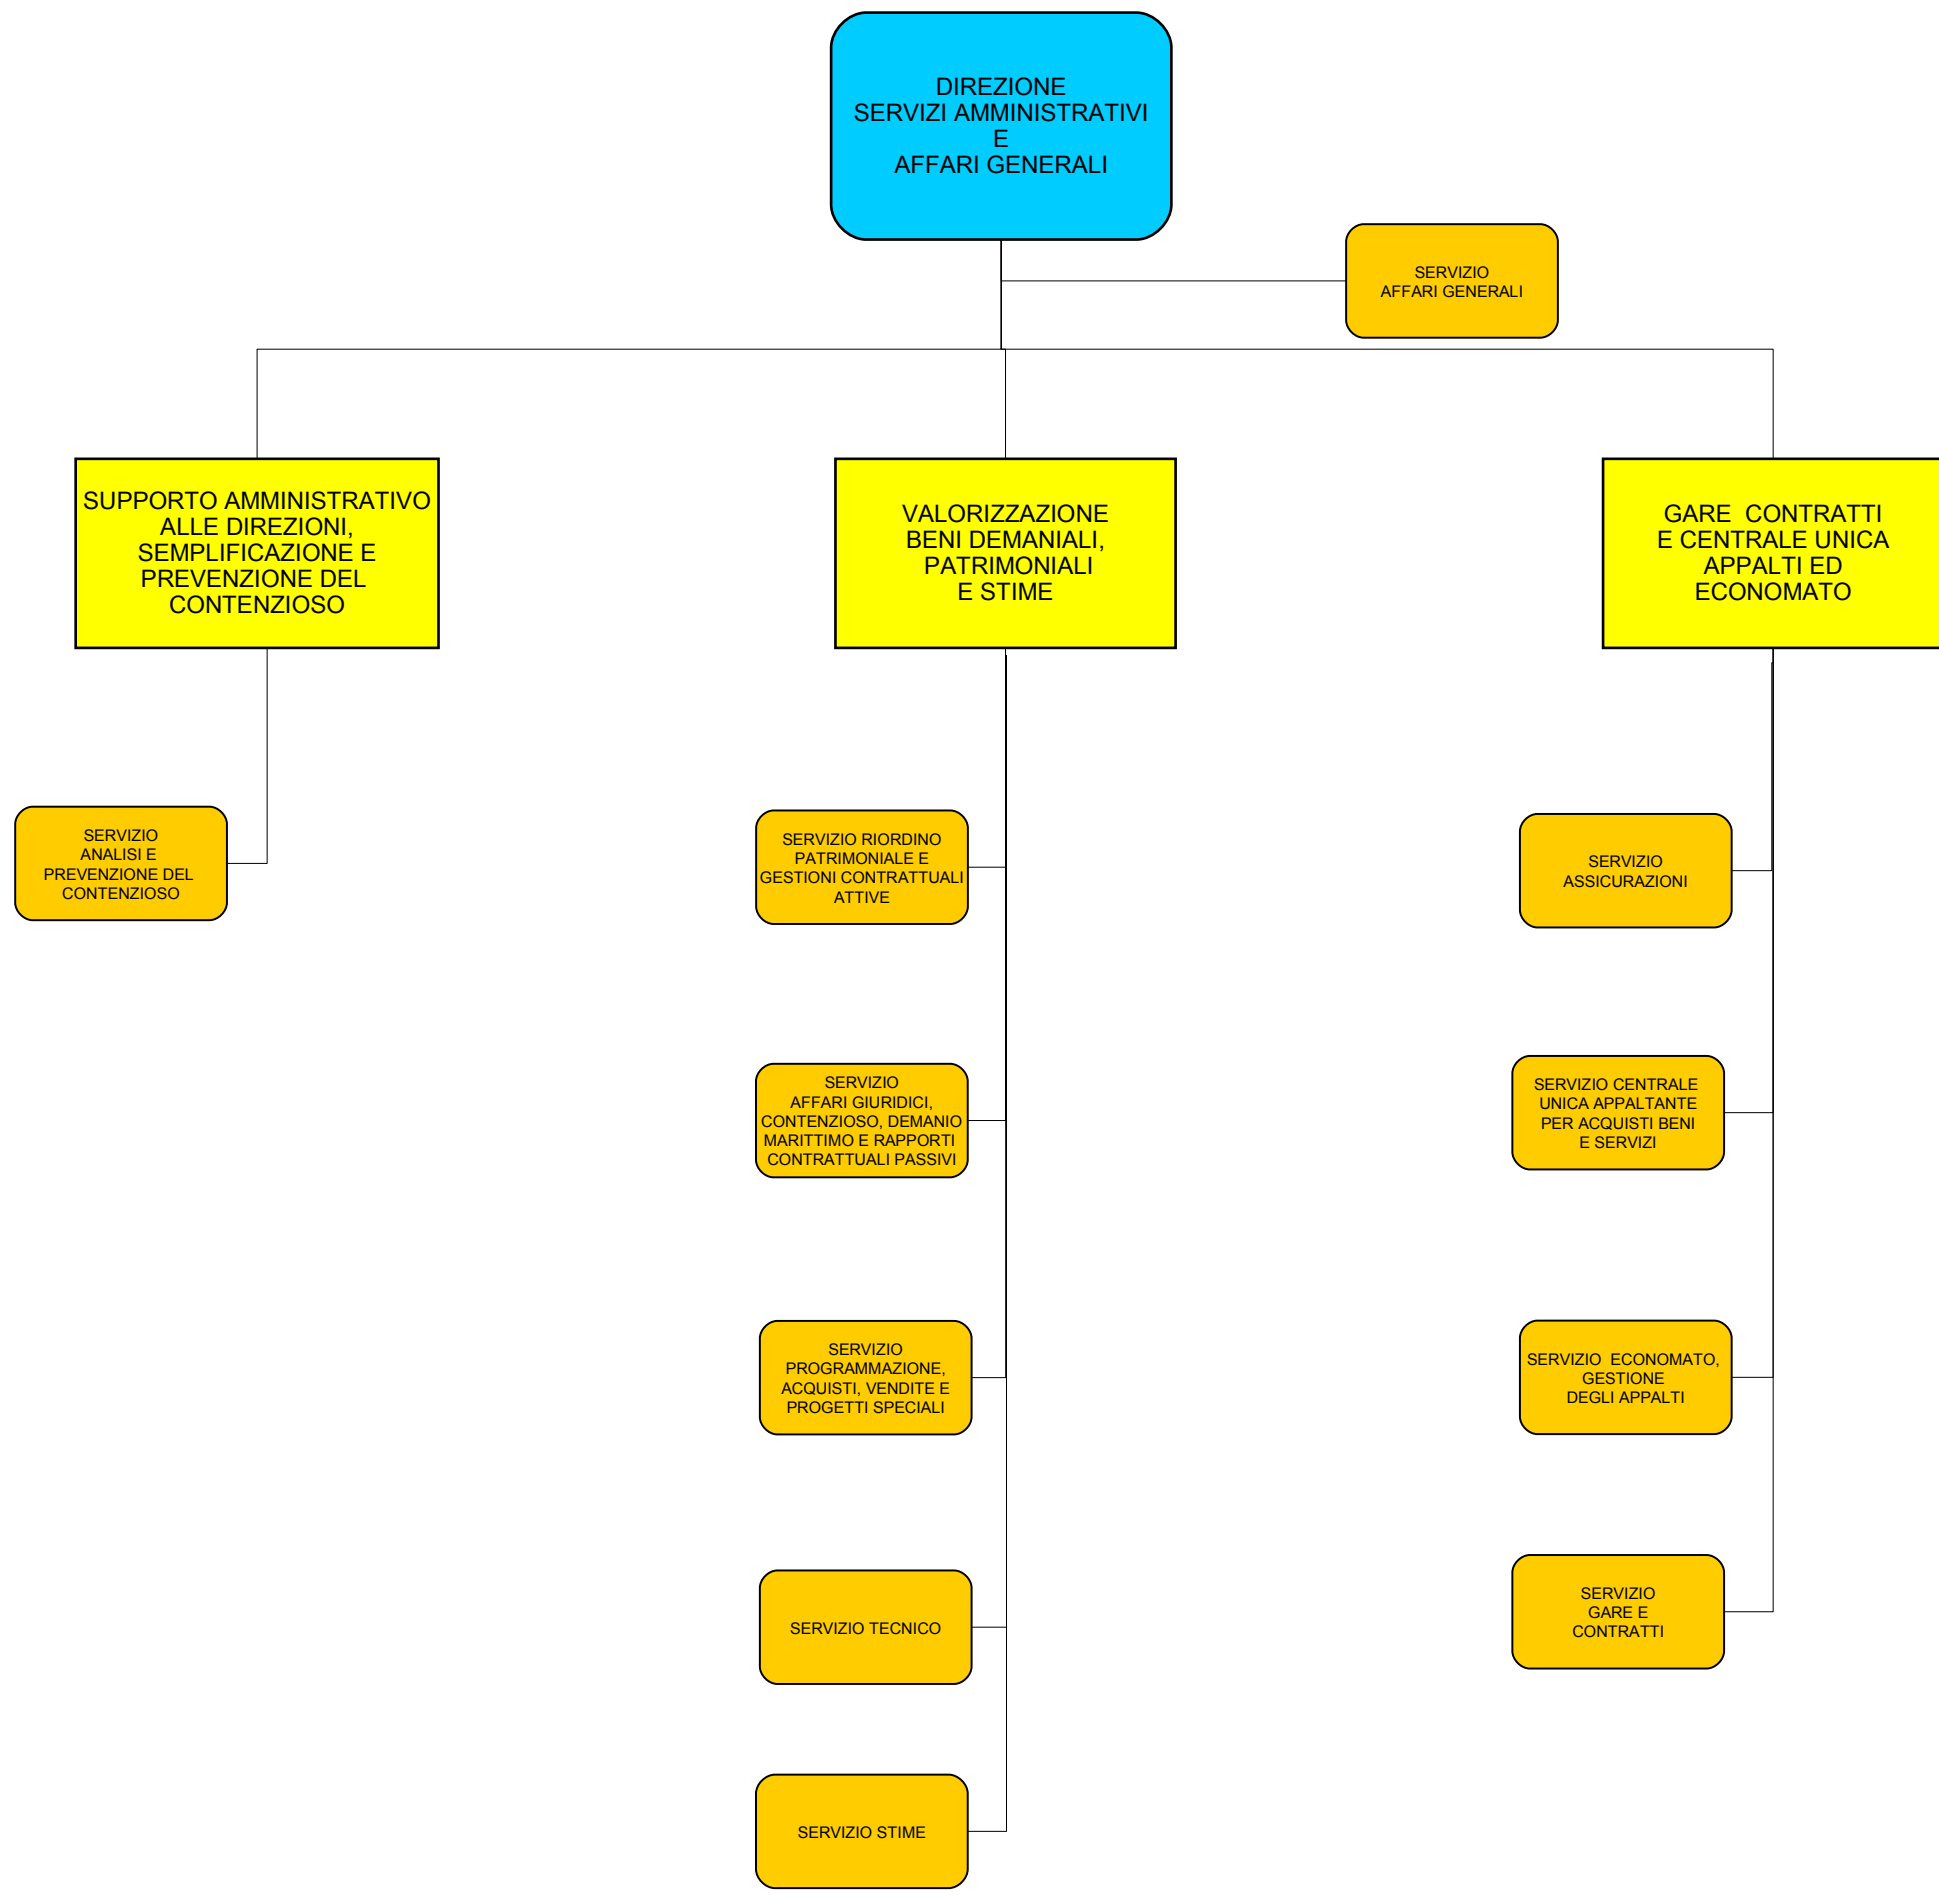 DIREZIONE
SERVIZI AMMINISTRATIVI
E
AFFARI GENERALI
SERVIZIO
AFFARI GENERALI
SUPPORTO AMMINISTRATIVO
ALLE DIREZIONI,
SEMPLIFICAZIONE E
PREVENZIONE DEL
CONTENZIOSO
VALORIZZAZIONE
BENI DEMANIALI,
PATRIMONIALI
E STIME
GARE CONTRATTI
E CENTRALE UNICA
APPALTI ED
ECONOMATO
SERVIZIO
ANALISI E
PREVENZIONE DEL
CONTENZIOSO
SERVIZIO RIORDINO
PATRIMONIALE E
GESTIONI CONTRATTUALI
ATTIVE
SERVIZIO
ASSICURAZIONI
SERVIZIO
AFFARI GIURIDICI,
CONTENZIOSO, DEMANIO
MARITTIMO E RAPPORTI
CONTRATTUALI PASSIVI
SERVIZIO CENTRALE
UNICA APPALTANTE
PER ACQUISTI BENI
E SERVIZI
SERVIZIO
PROGRAMMAZIONE,
ACQUISTI, VENDITE E
PROGETTI SPECIALI
SERVIZIO ECONOMATO,
GESTIONE
DEGLI APPALTI
SERVIZIO TECNICO
SERVIZIO
GARE E
CONTRATTI
SERVIZIO STIME